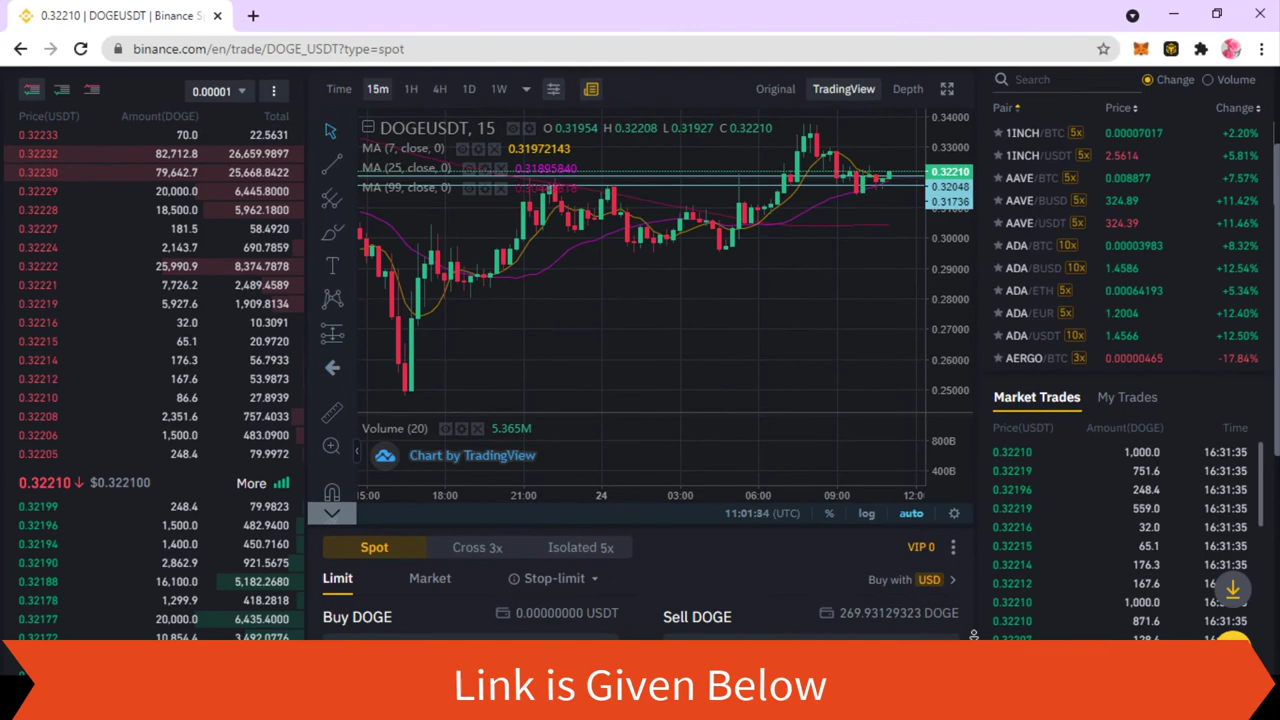 0.32210 | DOGEUSDT | Binance Sp
binance.com/en/trade/DOGE_USDT?type=spot
0.00001
Price(USDT) Amount(DOGE) Total
0.32233 70.0 22.5631
0.32232 82,712.8 26,659.9897
0.32230 79,642.7 25,668.8422
0.32229 20,000.0 6,445.8000
0.32228 18,500.0 5,962.1800
0.32227 181.5 58.4920
0.32224 2,143.7 690.7859
0.32222 25,990.9 8,374.7878
0.32221 7,726.2 2,489.4589
0.32219 5,927.6 1,909.8134
0.32216 32.0 10.3091
0.32215 65.1 20.9720
0.32214 176.3 56.7933
0.32212 167.6 53.9873
0.32210 86.6 27.8939
0.32208 2,351.6 757.4033
0.32206 1,500.0 483.0900
0.32205 248.4 79.9972
0.32210 $0.322100 More
0.32199 248.4 79.9823
0.32196 1,500.0 482.9400
0.32194 1,400.0 450.7160
0.32190 2,862.9 921.5675
0.32188 16,100.0 5,182.2680
0.32178 1,299.9 418.2818
0.32177 20,000.0 6,435.4000
0.32172 10,854.4 3,492.0776
Time 15m 1H 4H 1D 1W Original TradingView Depth
DOGEUSDT, 15 O 0.31954 H 0.32208 L 0.31927 C 0.32210
MA (7, close, 0) 0.31972143
MA (25, close, 0) 0.31895840
MA (99, close, 0)
0.34000
0.33000
0.32210
0.32048
0.31736
0.30000
0.29000
0.28000
0.27000
0.26000
0.25000
Volume (20) 5.365M
800B
400B
Chart by TradingView
15:00 18:00 21:00 24 03:00 06:00 09:00 12:0
11:01:34 (UTC) % log auto
Spot Cross 3x Isolated 5x VIP 0
Limit Market Stop-limit Buy with USD
Buy DOGE 0.00000000 USDT Sell DOGE 269.93129323 DOGE
Search Change Volume
Pair Price Change
1INCH/BTC 5x 0.00007017 +2.20%
1INCH/USDT 5x 2.5614 +5.81%
AAVE/BTC 5x 0.008877 +7.57%
AAVE/BUSD 5x 324.89 +11.42%
AAVE/USDT 5x 324.39 +11.46%
ADA/BTC 10x 0.00003983 +8.32%
ADA/BUSD 10x 1.4586 +12.54%
ADA/ETH 5x 0.00064193 +5.34%
ADA/EUR 5x 1.2004 +12.40%
ADA/USDT 10x 1.4566 +12.50%
AERGO/BTC 3x 0.00000465 -17.84%
Market Trades My Trades
Price(USDT) Amount(DOGE) Time
0.32210 1,000.0 16:31:35
0.32219 751.6 16:31:35
0.32196 248.4 16:31:35
0.32219 559.0 16:31:35
0.32216 32.0 16:31:35
0.32215 65.1 16:31:35
0.32214 176.3 16:31:35
0.32212 167.6 16:31:35
0.32210 1,000.0 16:31:35
0.32210 871.6 16:31:35
Link is Given Below